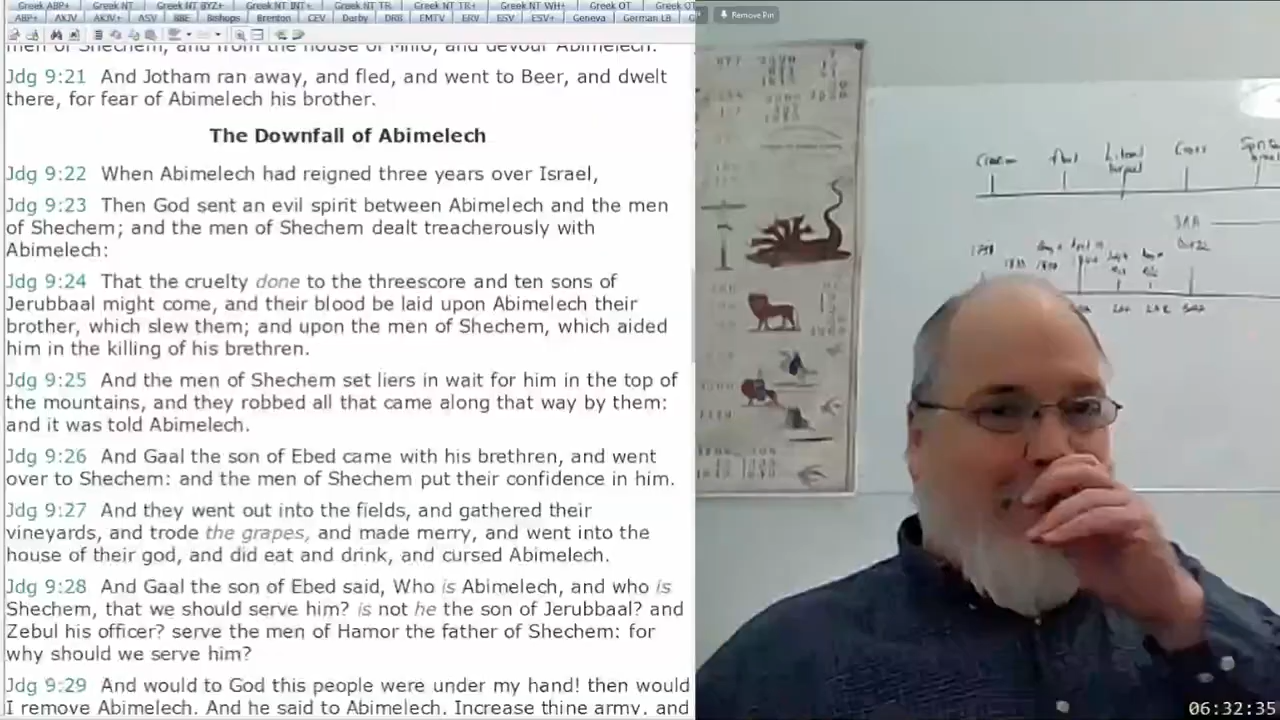 Greek ABP+ Greek NT Greek NT BYZ+ Greek NT INT+ Greek NT TR Greek NT TR+ Greek NT WH+ Greek OT
ABP+ AKJV AKJV+ ASV BBE Bishops Brenton CEV Darby DRB EMTV ERV ESV ESV+ Geneva German LB
Remove Pin
men of Shechem, and from the house of Millo, and devour Abimelech.
Jdg 9:21 And Jotham ran away, and fled, and went to Beer, and dwelt
there, for fear of Abimelech his brother.
The Downfall of Abimelech
Jdg 9:22 When Abimelech had reigned three years over Israel,
Jdg 9:23 Then God sent an evil spirit between Abimelech and the men
of Shechem; and the men of Shechem dealt treacherously with
Abimelech:
Jdg 9:24 That the cruelty done to the threescore and ten sons of
Jerubbaal might come, and their blood be laid upon Abimelech their
brother, which slew them; and upon the men of Shechem, which aided
him in the killing of his brethren.
Jdg 9:25 And the men of Shechem set liers in wait for him in the top of
the mountains, and they robbed all that came along that way by them:
and it was told Abimelech.
Jdg 9:26 And Gaal the son of Ebed came with his brethren, and went
over to Shechem: and the men of Shechem put their confidence in him.
Jdg 9:27 And they went out into the fields, and gathered their
vineyards, and trode the grapes, and made merry, and went into the
house of their god, and did eat and drink, and cursed Abimelech.
Jdg 9:28 And Gaal the son of Ebed said, Who is Abimelech, and who is
Shechem, that we should serve him? is not he the son of Jerubbaal? and
Zebul his officer? serve the men of Hamor the father of Shechem: for
why should we serve him?
Jdg 9:29 And would to God this people were under my hand! then would
I remove Abimelech. And he said to Abimelech, Increase thine army, and
Cross
1798
06:32:35